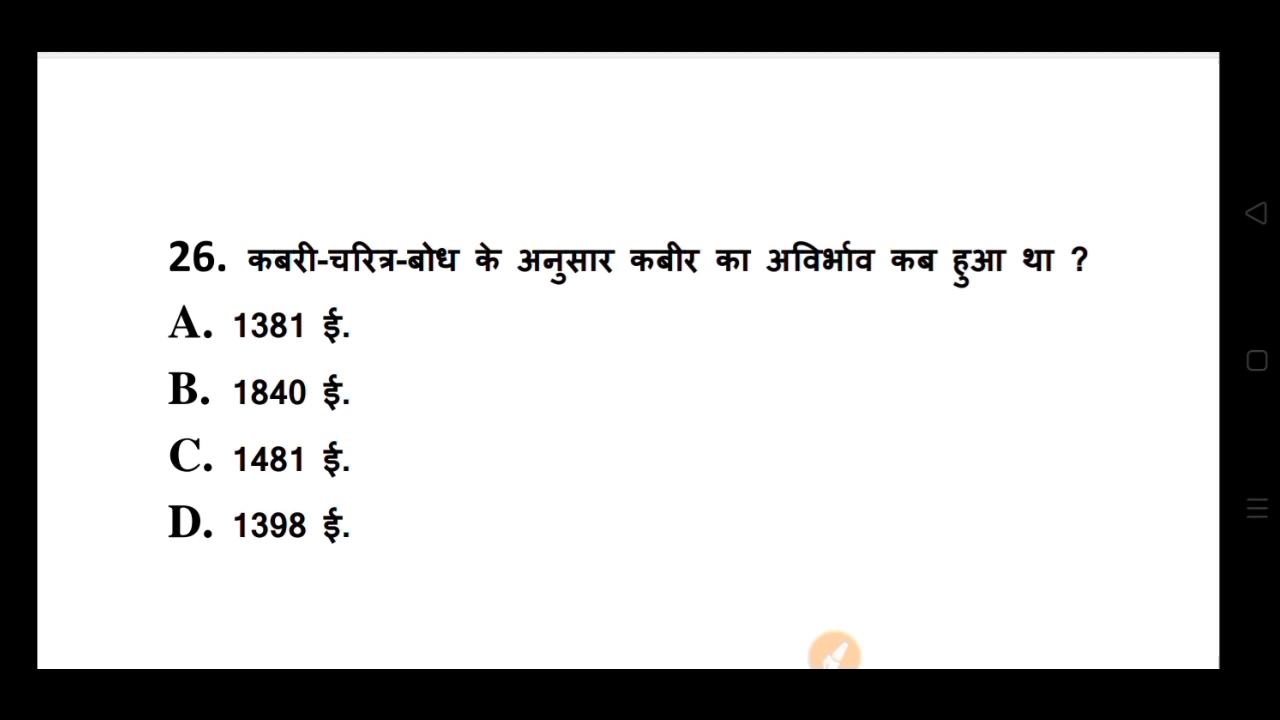 26. कबरी-चरित्र-बोध के अनुसार कबीर का अविर्भाव कब हुआ था ?
A. 1381 ई.
B. 1840 ई.
C. 1481 ई.
D. 1398 ई.